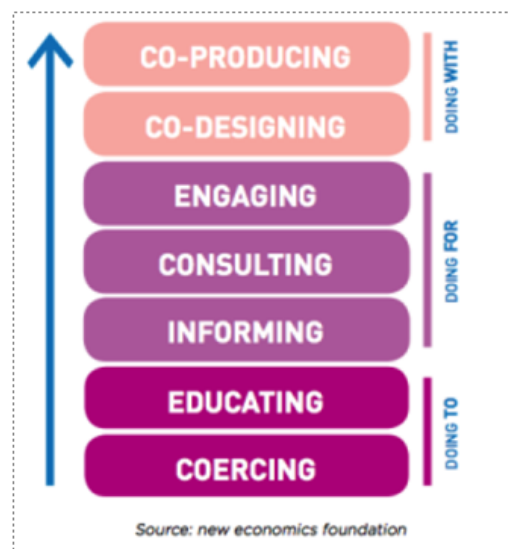 CO-PRODUCING
CO-DESIGNING
DOING WITH
ENGAGING
CONSULTING
INFORMING
DOING FOR
EDUCATING
COERCING
DOING TO
Source: new economics foundation